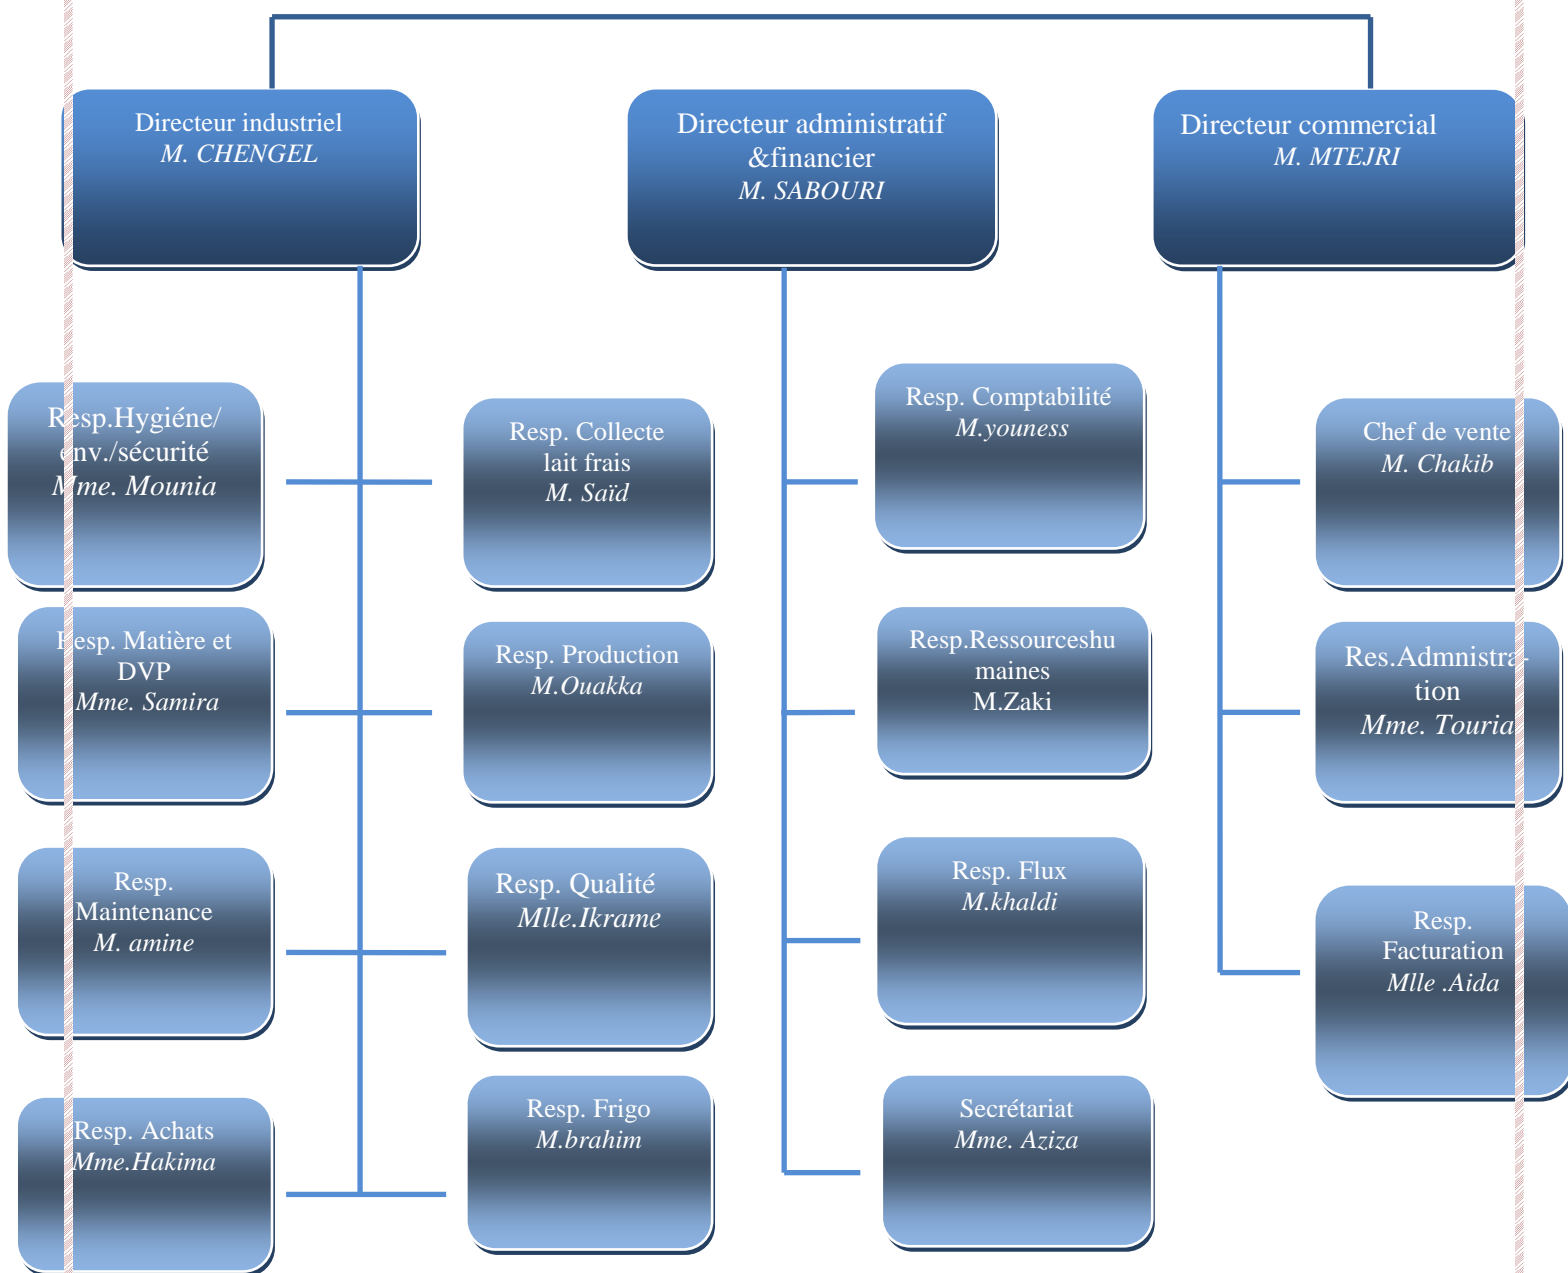 Directeur industriel
M. CHENGEL
Directeur administratif
&financier
M. SABOURI
Directeur commercial
M. MTEJRI
Resp.Hygiéne/
env./sécurité
Mme. Mounia
Resp. Collecte
lait frais
M. Saïd
Resp. Comptabilité
M.youness
Chef de vente
M. Chakib
Resp. Matière et
DVP
Mme. Samira
Resp. Production
M.Ouakka
Resp.Ressourceshu
maines
M.Zaki
Res.Admnistra-
tion
Mme. Touria
Resp.
Maintenance
M. amine
Resp. Qualité
Mlle.Ikrame
Resp. Flux
M.khaldi
Resp.
Facturation
Mlle .Aida
Resp. Achats
Mme.Hakima
Resp. Frigo
M.brahim
Secrétariat
Mme. Aziza